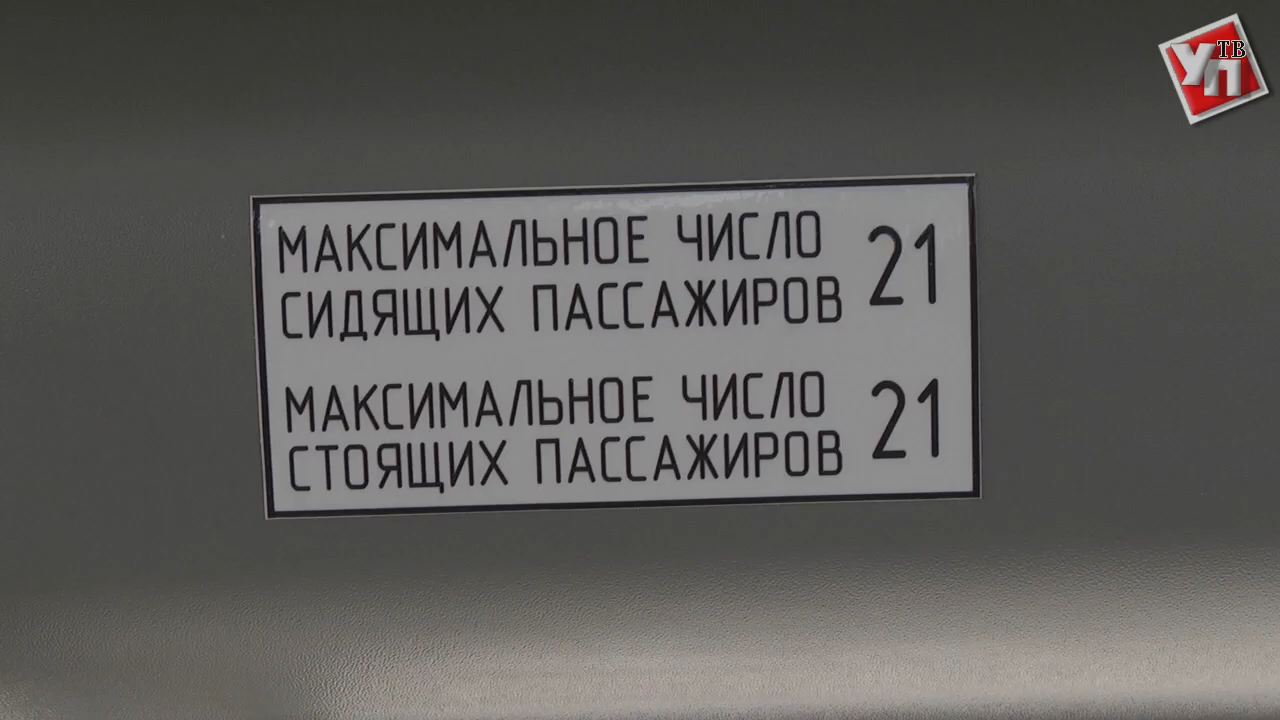 ТВ
УП
МАКСИМАЛЬНОЕ ЧИСЛО
СИДЯЩИХ ПАССАЖИРОВ 21
МАКСИМАЛЬНОЕ ЧИСЛО
СТОЯЩИХ ПАССАЖИРОВ 21